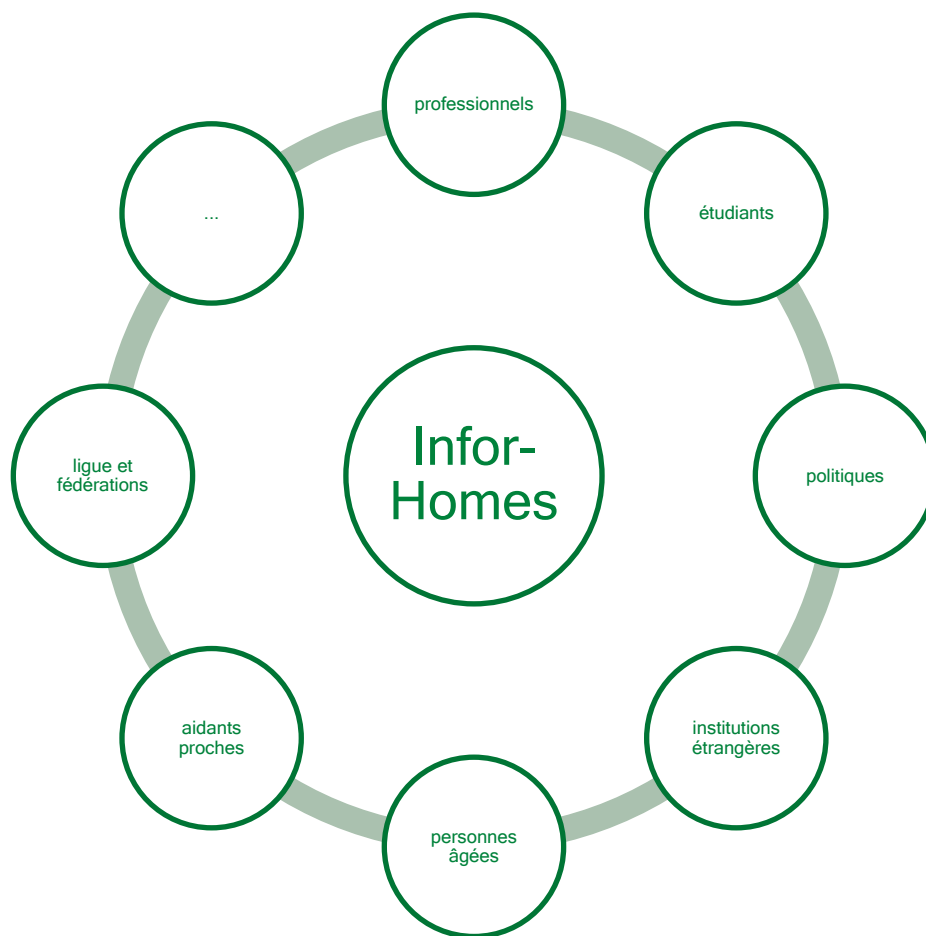 professionnels
...
étudiants
ligue et
fédérations
Infor-
Homes
politiques
aidants
proches
institutions
étrangères
personnes
âgées